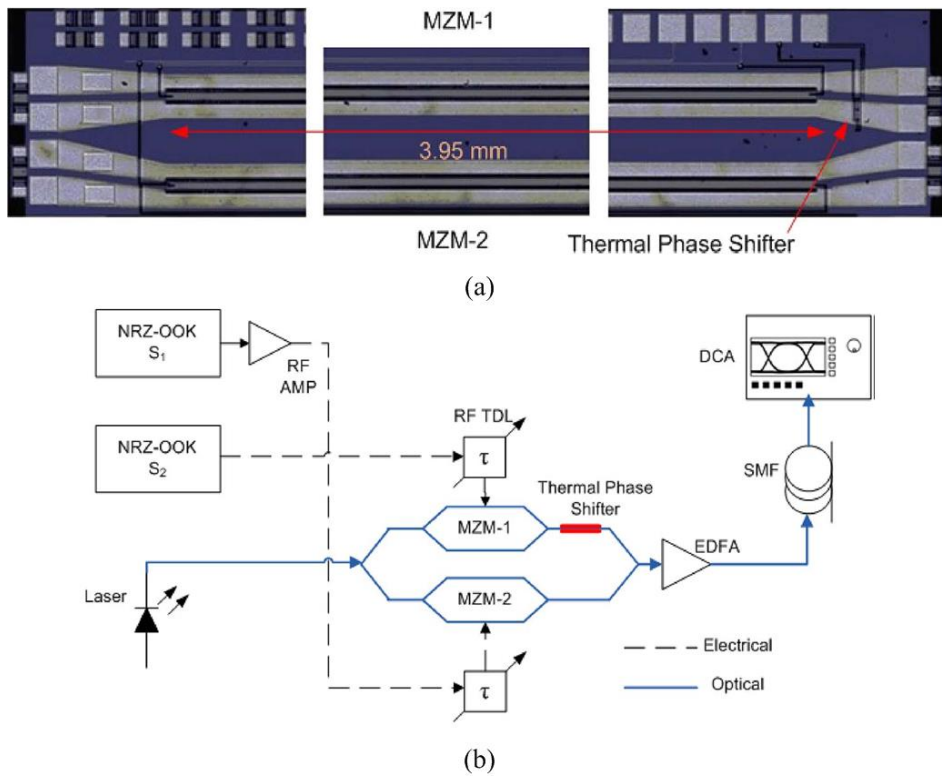 MZM-1
3.95 mm
MZM-2
Thermal Phase Shifter
(a)
NRZ-OOK
S1
RF
AMP
NRZ-OOK
S2
RF TDL
τ
Thermal Phase
Shifter
MZM-1
MZM-2
τ
Laser
EDFA
SMF
DCA
Electrical
Optical
(b)